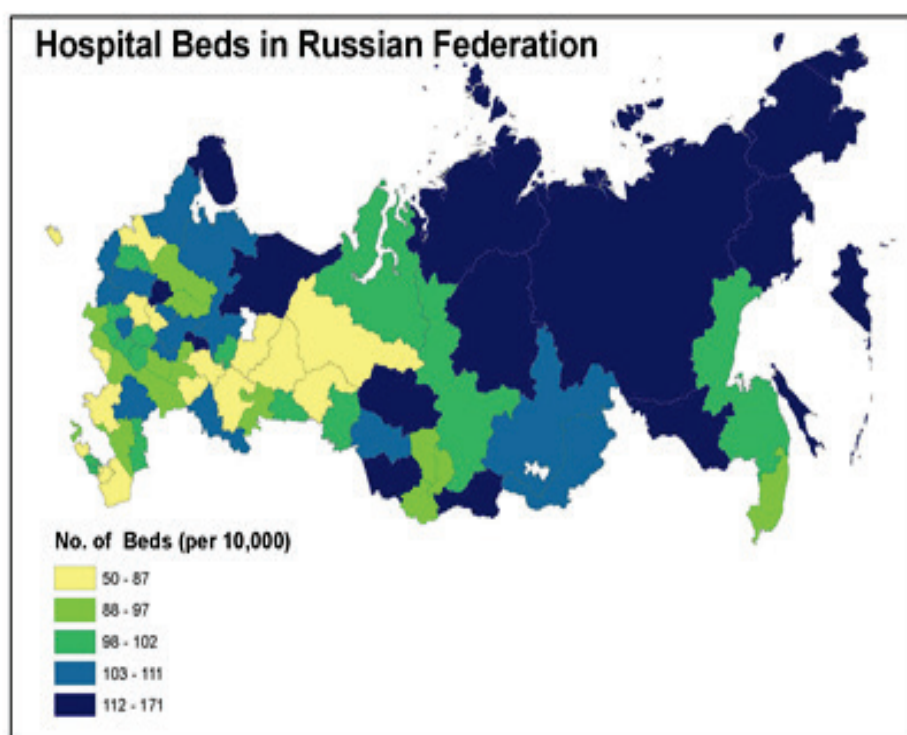 Hospital Beds in Russian Federation
No. of Beds (per 10,000)
50 - 87
88 - 97
98 - 102
103 - 111
112 - 171